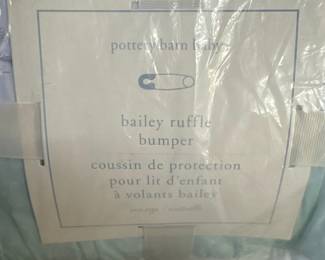 pottery barn baby
bailey ruffle
bumper
coussin de protection
pour lit d'enfant
à volants bailey